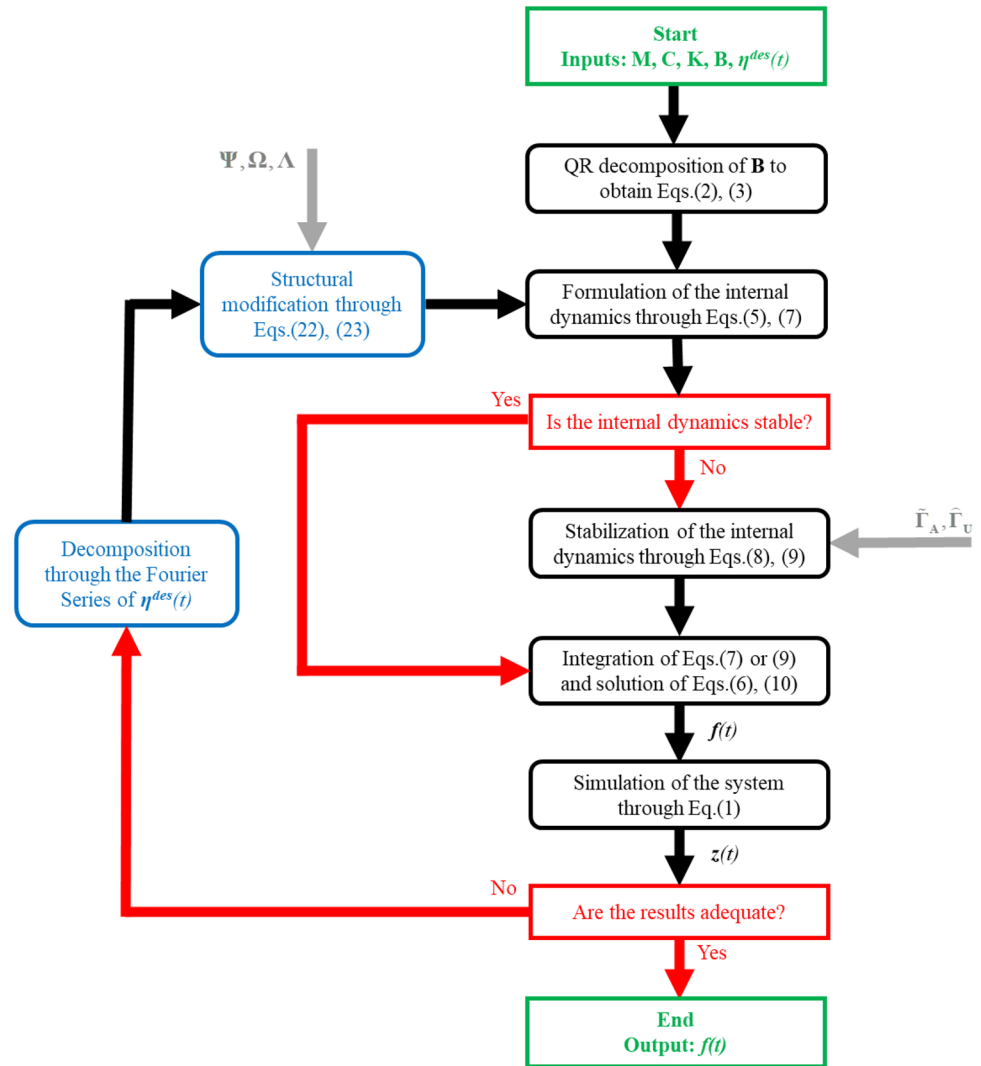 Start
Inputs: M, C, K, B, η^des(t)
QR decomposition of B to
obtain Eqs.(2), (3)
Ψ, Ω, Λ
Structural
modification through
Eqs.(22), (23)
Formulation of the internal
dynamics through Eqs.(5), (7)
Yes
Is the internal dynamics stable?
No
Stabilization of the internal
dynamics through Eqs.(8), (9)
Γ̃_A, Γ̂_U
Decomposition
through the Fourier
Series of η^des(t)
Integration of Eqs.(7) or (9)
and solution of Eqs.(6), (10)
f(t)
Simulation of the system
through Eq.(1)
z(t)
No
Are the results adequate?
Yes
End
Output: f(t)